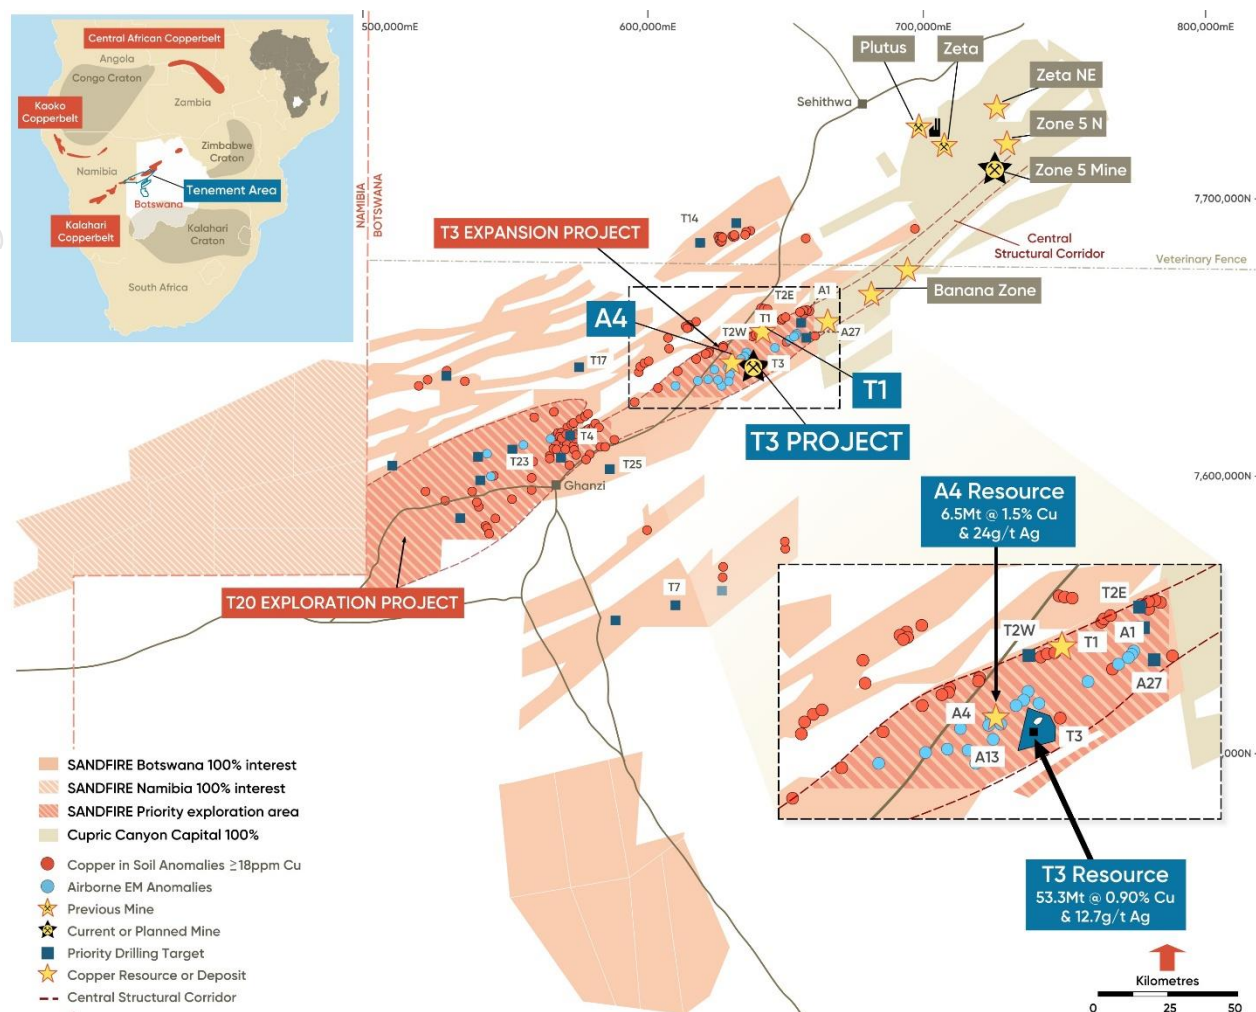 500,000mE
600,000mE
700,000mE
800,000mE
Central African Copperbelt
Angola
Congo Craton
Zambia
Kaoko
Copperbelt
Zimbabwe
Craton
Namibia
Tenement Area
Botswana
Kalahari
Copperbelt
Kalahari
Craton
South Africa
NAMIBIA
BOTSWANA
Plutus
Zeta
Zeta NE
Sehithwa
Zone 5 N
Zone 5 Mine
7,700,000mN
T14
T3 EXPANSION PROJECT
Central
Structural Corridor
Veterinary Fence
Banana Zone
T2E
A1
A4
T1
T2W
A27
T17
T3
T1
T3 PROJECT
T4
T23
T25
Ghanzi
7,600,000N
A4 Resource
6.5Mt @ 1.5% Cu
& 24g/t Ag
T7
T20 EXPLORATION PROJECT
T2E
T2W
T1
A1
A27
A4
T3
A13
,000mN
T3 Resource
53.3Mt @ 0.90% Cu
& 12.7g/t Ag
SANDFIRE Botswana 100% interest
SANDFIRE Namibia 100% interest
SANDFIRE Priority exploration area
Cupric Canyon Capital 100%
Copper in Soil Anomalies ≥18ppm Cu
Airborne EM Anomalies
Previous Mine
Current or Planned Mine
Priority Drilling Target
Copper Resource or Deposit
Central Structural Corridor
Kilometres
0 25 50